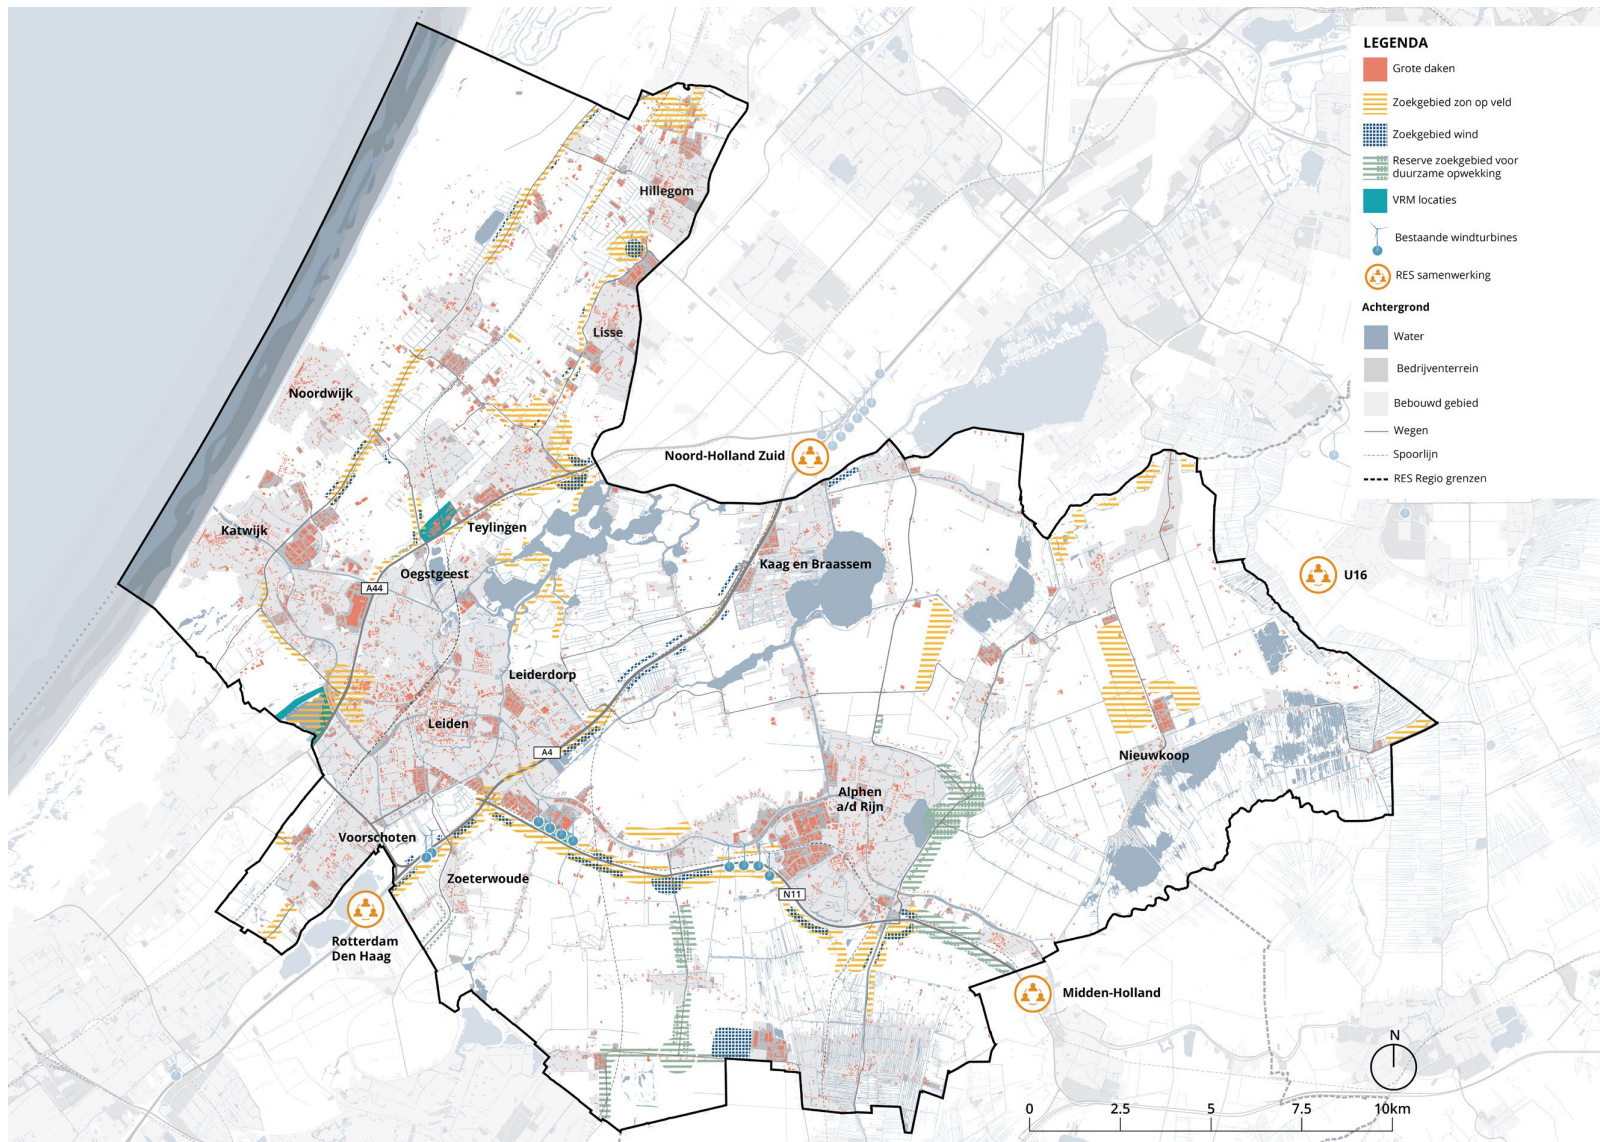 LEGENDA
Grote daken
Zoekgebied zon op veld
Zoekgebied wind
Reserve zoekgebied voor
duurzame opwekking
VRM locaties
Bestaande windturbines
RES samenwerking
Achtergrond
Water
Bedrijventerrein
Bebouwd gebied
Wegen
Spoorlijn
RES Regio grenzen
Hillegom
Lisse
Noordwijk
Noord-Holland Zuid
Katwijk
Teylingen
Oegstgeest
Kaag en Braassem
U16
A44
Leiderdorp
Leiden
A4
Nieuwkoop
Alphen
a/d Rijn
Voorschoten
Zoeterwoude
N11
Rotterdam
Den Haag
Midden-Holland
N
0 2.5 5 7.5 10km